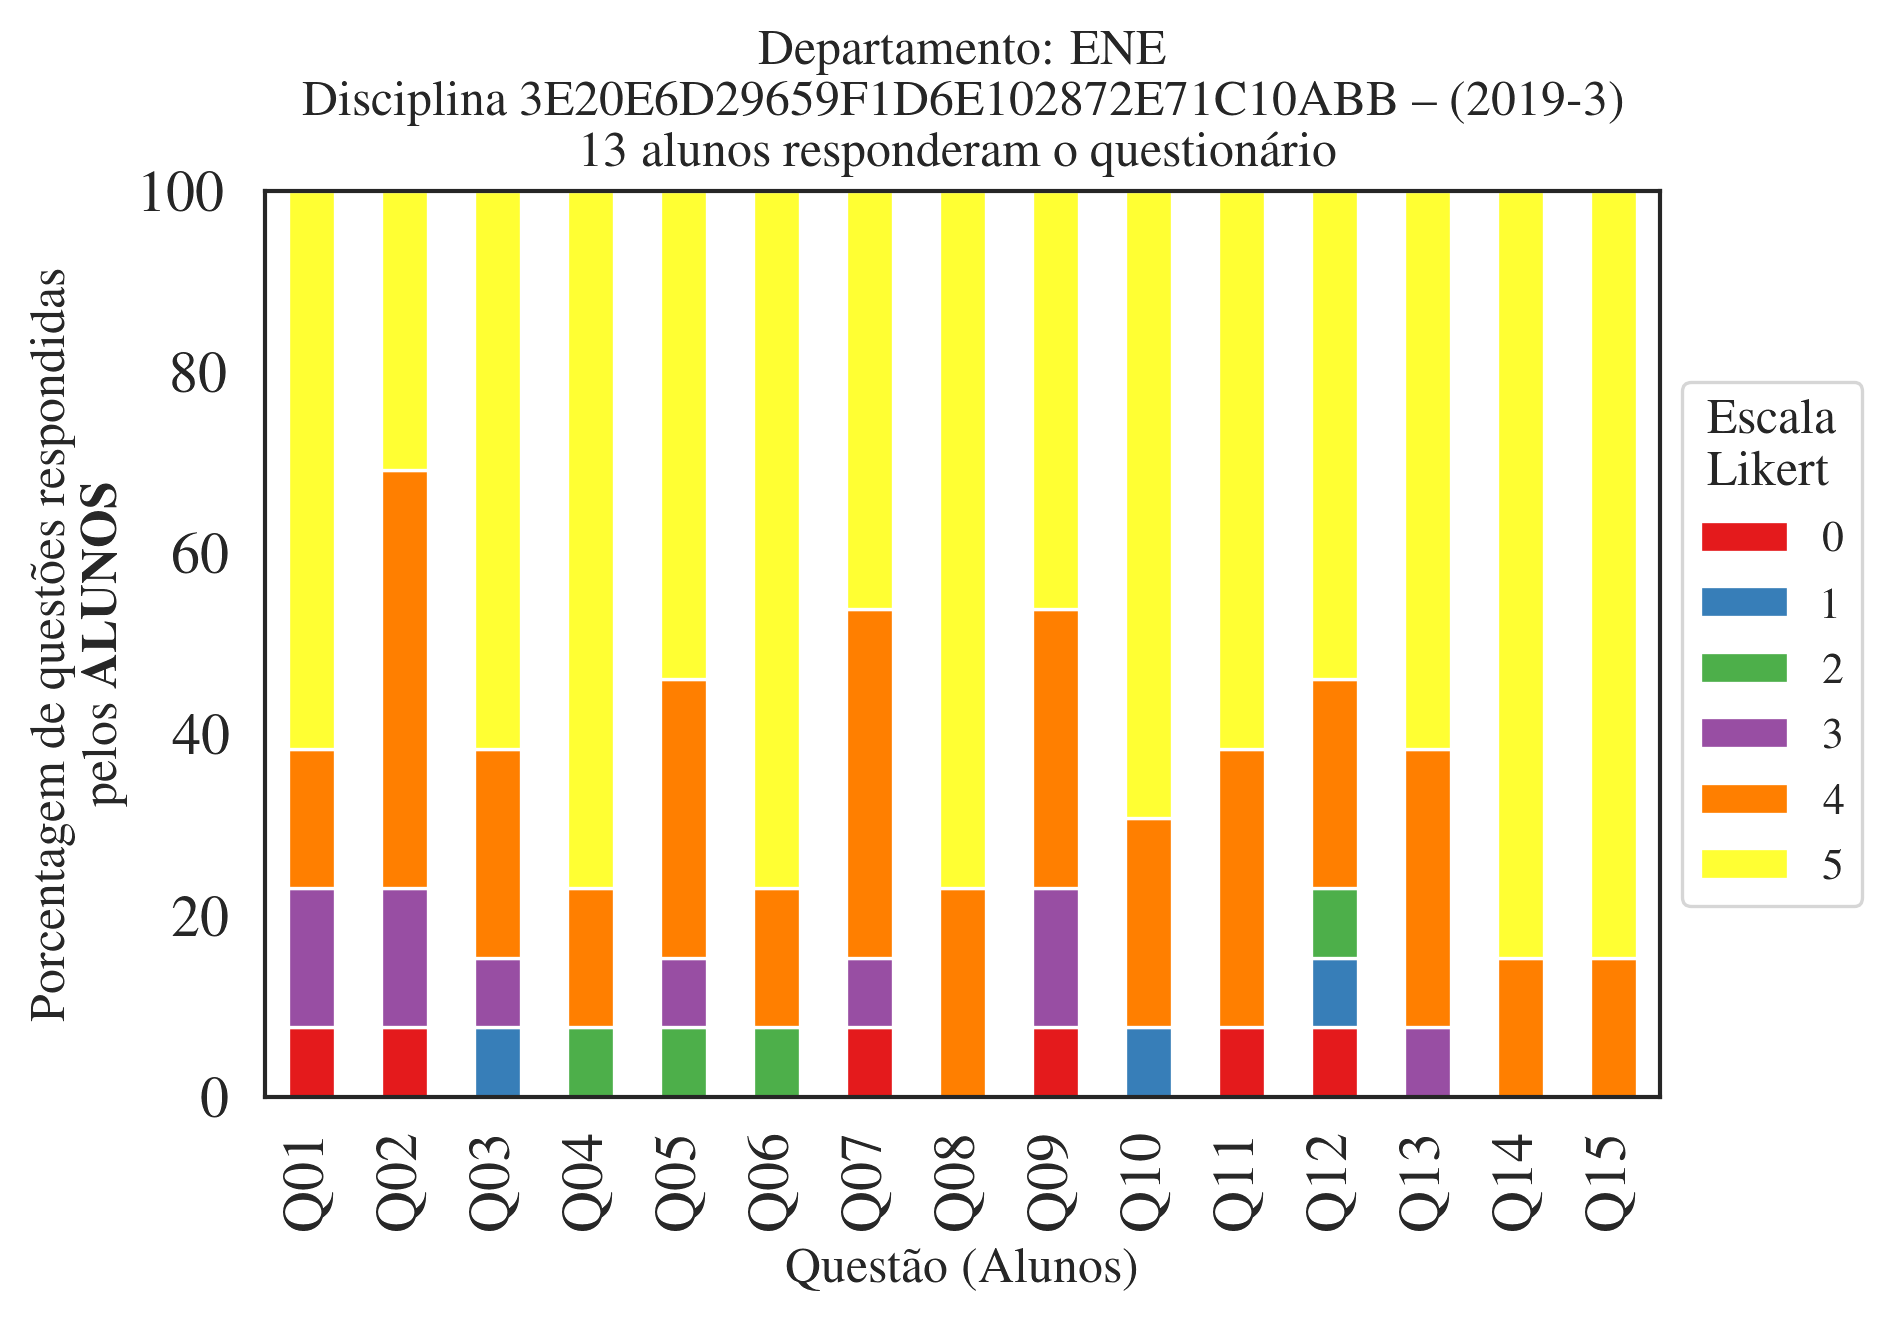 Departamento: ENE
Disciplina 3E20E6D29659F1D6E102872E71C10ABB – (2019-3)
13 alunos responderam o questionário
100
80
60
40
20
0
Porcentagem de questões respondidas
pelos ALUNOS
Q01
Q02
Q03
Q04
Q05
Q06
Q07
Q08
Q09
Q10
Q11
Q12
Q13
Q14
Q15
Questão (Alunos)
Escala
Likert
0
1
2
3
4
5